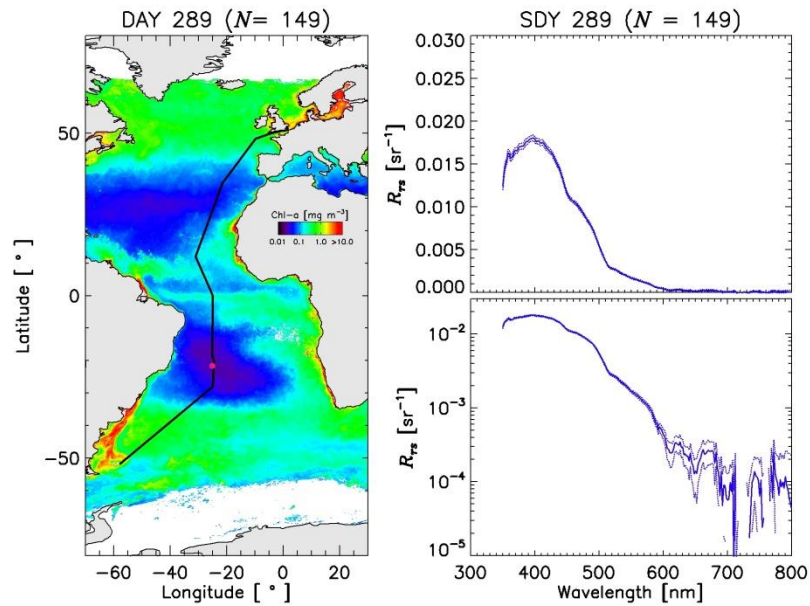 DAY 289 (N= 149)
Latitude [ ° ]
50
0
−50
Chl−a [mg m⁻³]
0.01 0.1 1.0 >10.0
−60 −40 −20 0 20
Longitude [ ° ]
SDY 289 (N = 149)
Rrs [sr⁻¹]
0.030
0.025
0.020
0.015
0.010
0.005
0.000
Rrs [sr⁻¹]
10⁻²
10⁻³
10⁻⁴
10⁻⁵
300 400 500 600 700 800
Wavelength [nm]